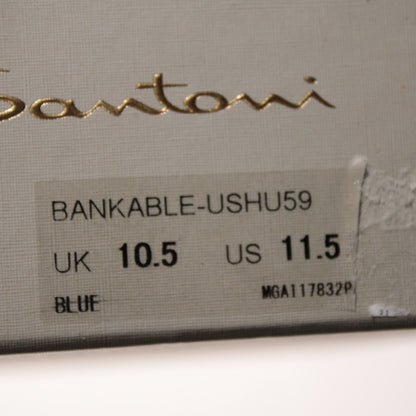 Santoni
BANKABLE-USHU59
UK 10.5 US 11.5
BLUE MGA117832P